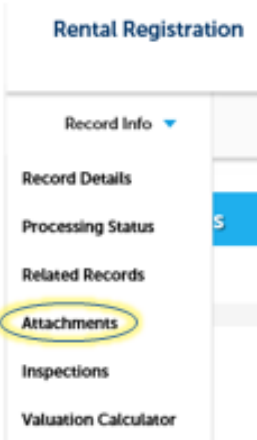 Rental Registration
Record Info
Record Details
s
Processing Status
Related Records
Attachments
Inspections
Valuation Calculator